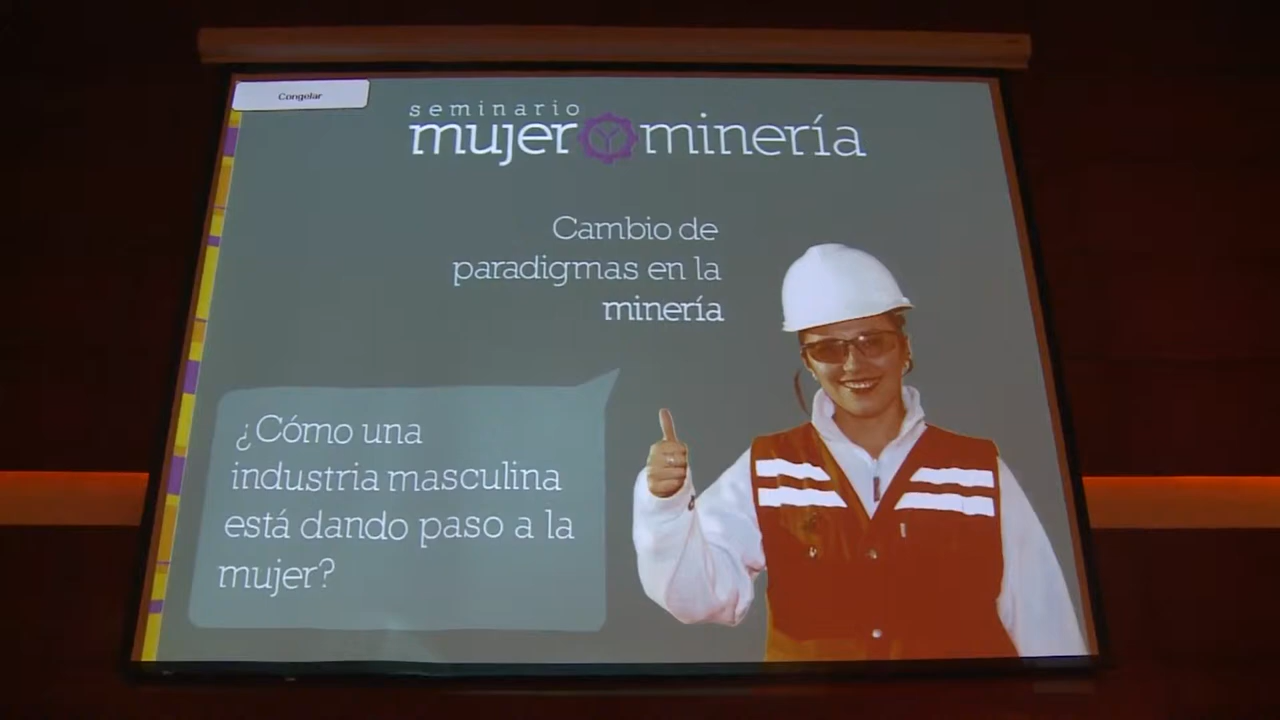 Congelar
seminario
mujer y minería
Cambio de
paradigmas en la
minería
¿Cómo una
industria masculina
está dando paso a la
mujer?